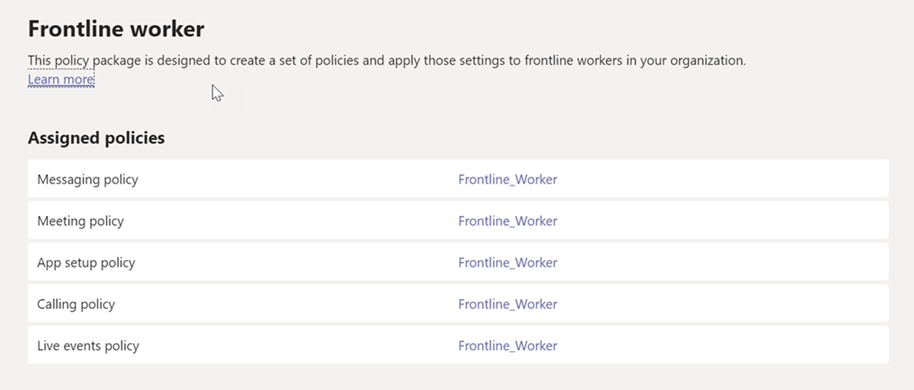 Frontline worker
This policy package is designed to create a set of policies and apply those settings to frontline workers in your organization.
Learn more
Assigned policies
Messaging policy Frontline_Worker
Meeting policy Frontline_Worker
App setup policy Frontline_Worker
Calling policy Frontline_Worker
Live events policy Frontline_Worker